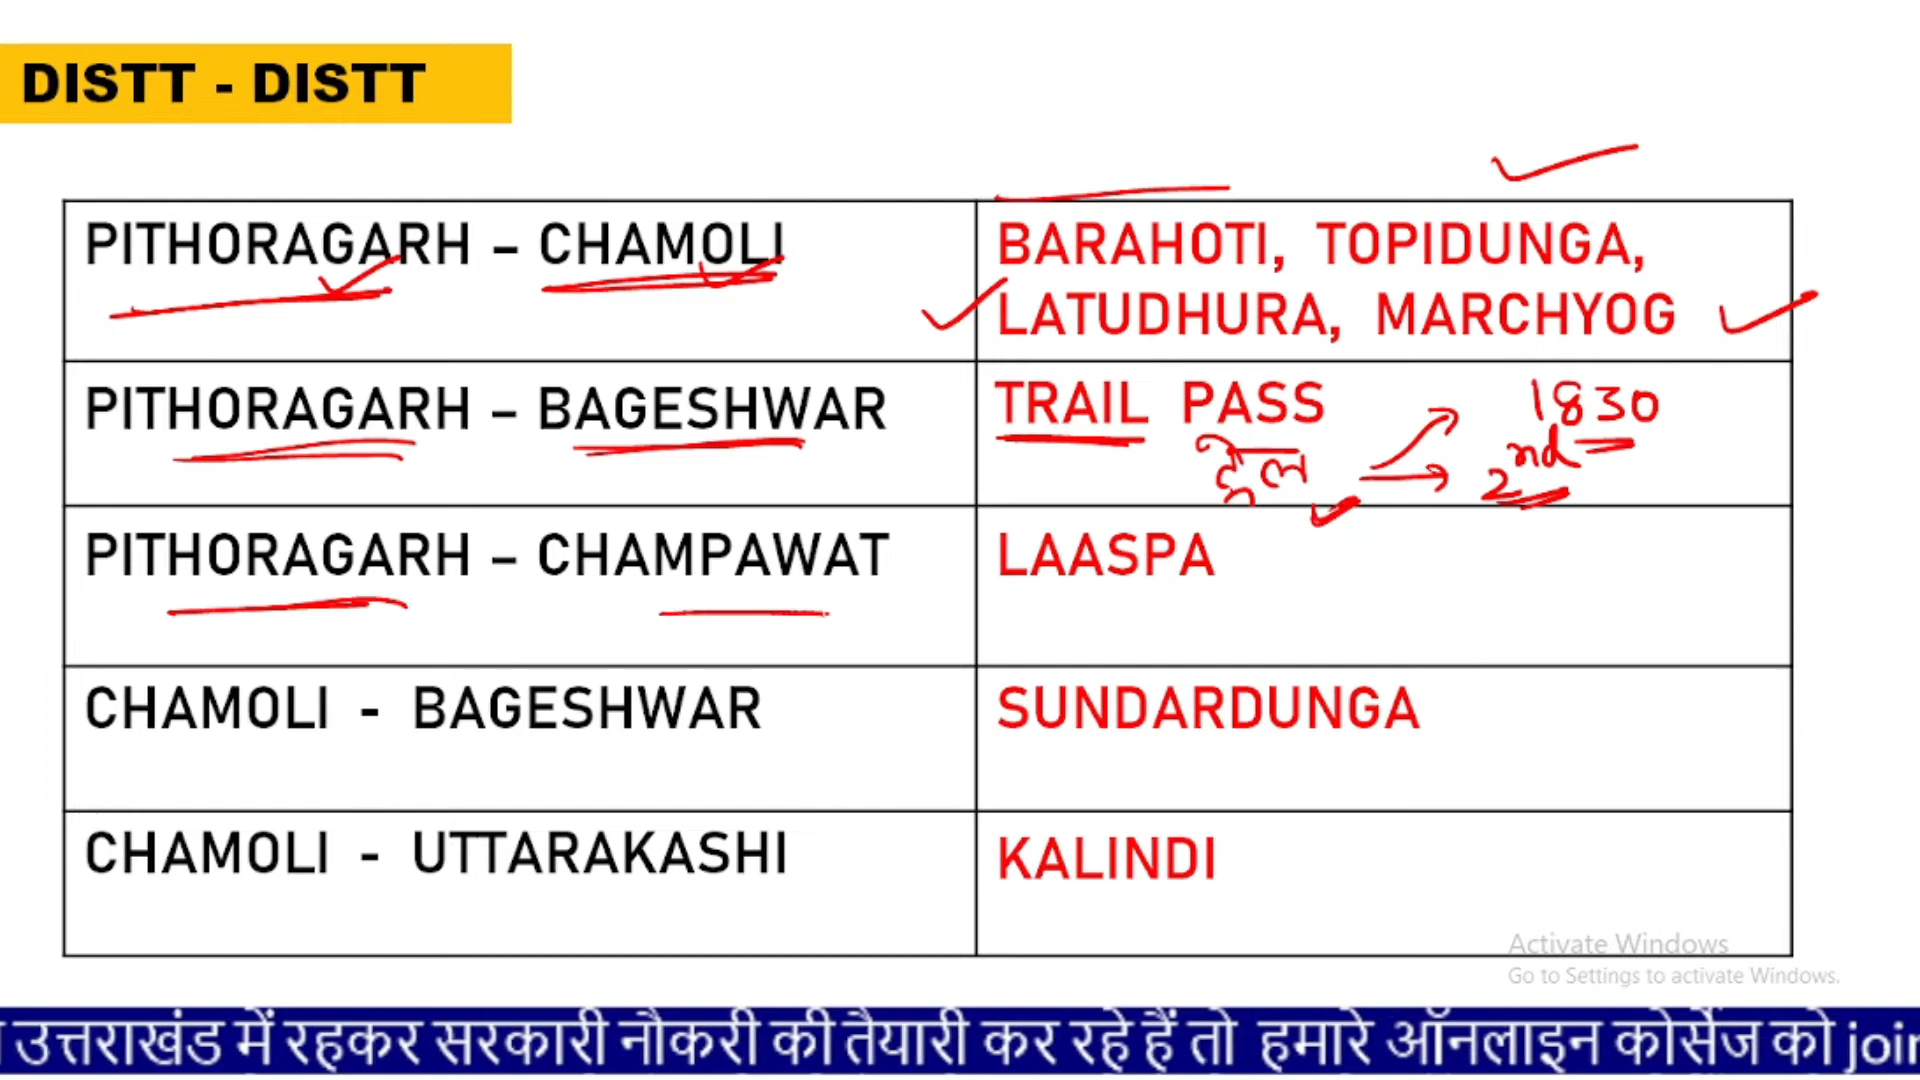 DISTT - DISTT
PITHORAGARH – CHAMOLI
BARAHOTI, TOPIDUNGA,
LATUDHURA, MARCHYOG
PITHORAGARH – BAGESHWAR
TRAIL PASS
1830
2nd
PITHORAGARH – CHAMPAWAT
LAASPA
CHAMOLI - BAGESHWAR
SUNDARDUNGA
CHAMOLI - UTTARAKASHI
KALINDI
Activate Windows
Go to Settings to activate Windows.
उत्तराखंड में रहकर सरकारी नौकरी की तैयारी कर रहे हैं तो हमारे ऑनलाइन कोर्सेज को join